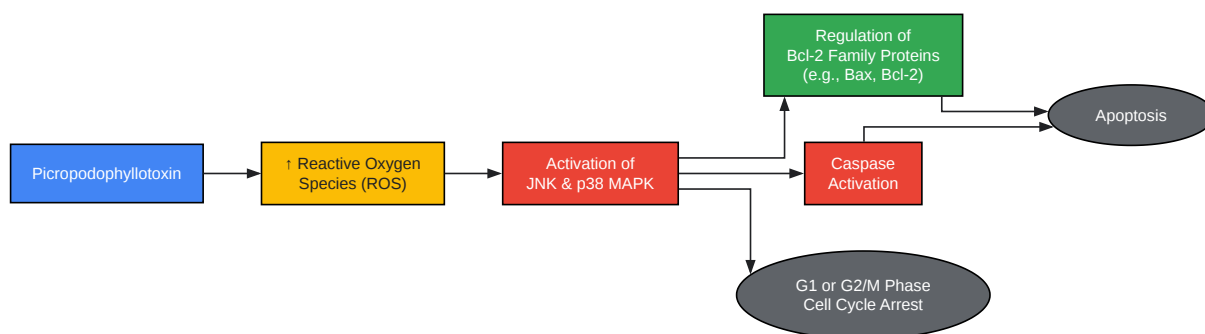 Picropodophyllotoxin
↑ Reactive Oxygen
Species (ROS)
Activation of
JNK & p38 MAPK
Regulation of
Bcl-2 Family Proteins
(e.g., Bax, Bcl-2)
Caspase
Activation
Apoptosis
G1 or G2/M Phase
Cell Cycle Arrest